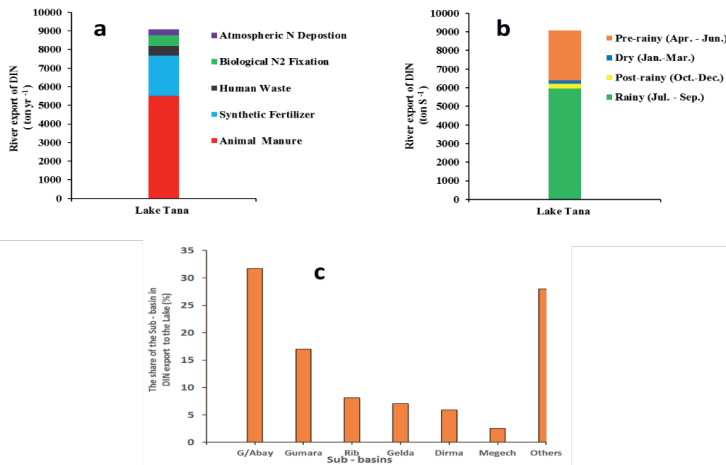 a
River export of DIN
( ton yr -1)
10000
9000
8000
7000
6000
5000
4000
3000
2000
1000
0
Lake Tana
Atmospheric N Depostion
Biological N2 Fixation
Human Waste
Synthetic Fertilizer
Animal Manure
b
River export of DIN
(ton S -1)
10000
9000
8000
7000
6000
5000
4000
3000
2000
1000
0
Lake Tana
Pre-rainy (Apr. - Jun.)
Dry (Jan.-Mar.)
Post-rainy (Oct.-Dec.)
Rainy (Jul. - Sep.)
c
The share of the Sub - basin in
DIN export to the Lake (%)
35
30
25
20
15
10
5
0
G/Abay Gumara Rib Gelda Dirma Megech Others
Sub - basins